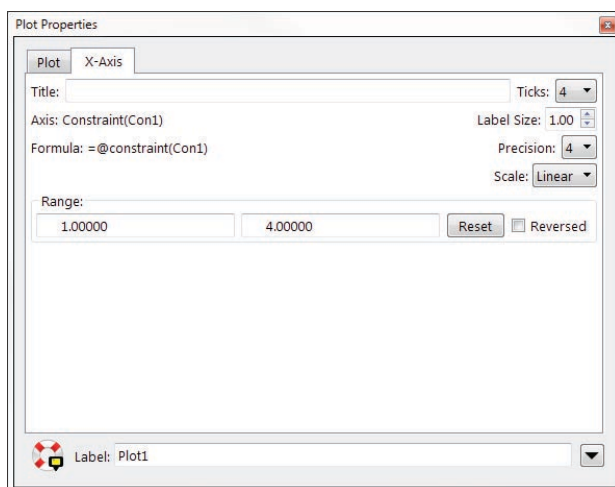 Plot Properties
Plot X-Axis
Title: Ticks: 4
Axis: Constraint(Con1) Label Size: 1.00
Formula: =@constraint(Con1) Precision: 4
Scale: Linear
Range:
1.00000 4.00000 Reset Reversed
Label: Plot1